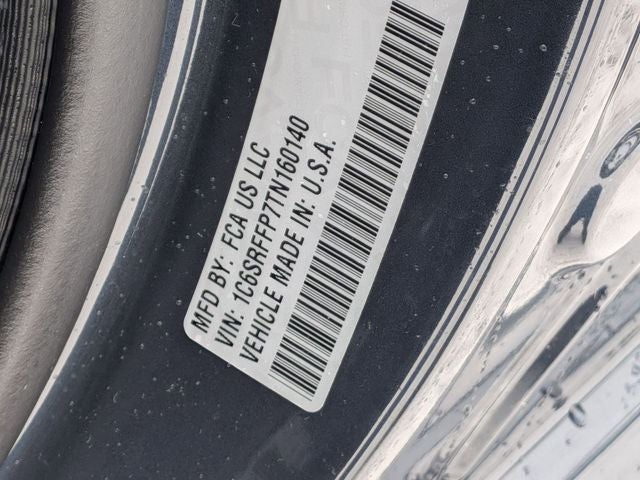 MFD BY: FCA US LLC
VIN: 1C6SRFFP7TN160140
VEHICLE MADE IN: U.S.A.